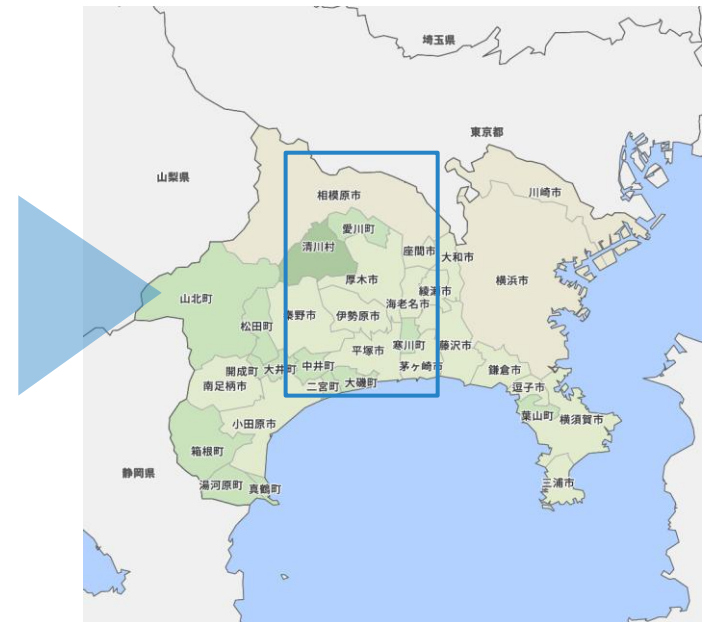 埼玉県
東京都
山梨県
川崎市
相模原市
愛川町
清川村
座間市
大和市
厚木市
綾瀬市
横浜市
山北町
海老名市
松田町
秦野市
伊勢原市
寒川町
藤沢市
平塚市
開成町
大井町
中井町
茅ヶ崎市
鎌倉市
南足柄市
二宮町
大磯町
逗子市
葉山町
横須賀市
小田原市
箱根町
静岡県
湯河原町
真鶴町
三浦市